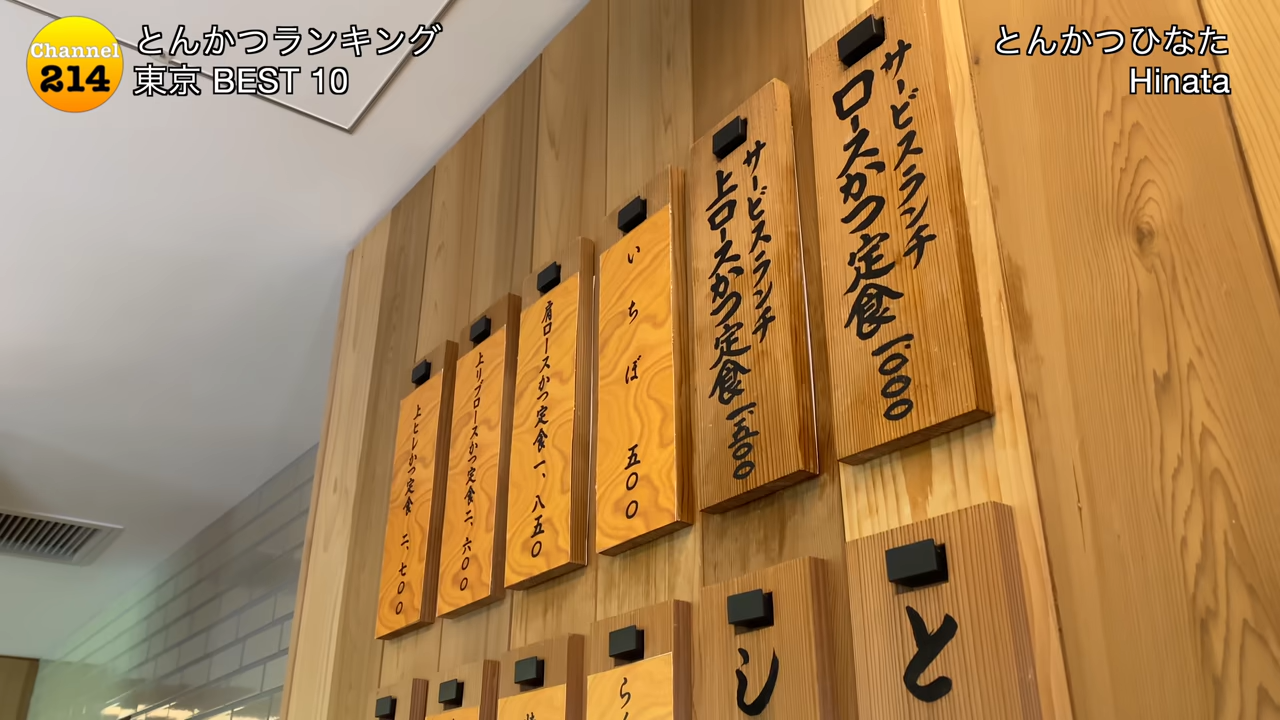 Channel
214
とんかつランキング
東京 BEST 10
とんかつひなた
Hinata
サービスランチ
ロースかつ定食 一、〇〇〇
サービスランチ
上ロースかつ定食 一、五〇〇
いちぼ 五〇〇
肩ロースかつ定食 一、八五〇
上リブロースかつ定食 二、六〇〇
上ヒレかつ定食 二、七〇〇
と
し
ら